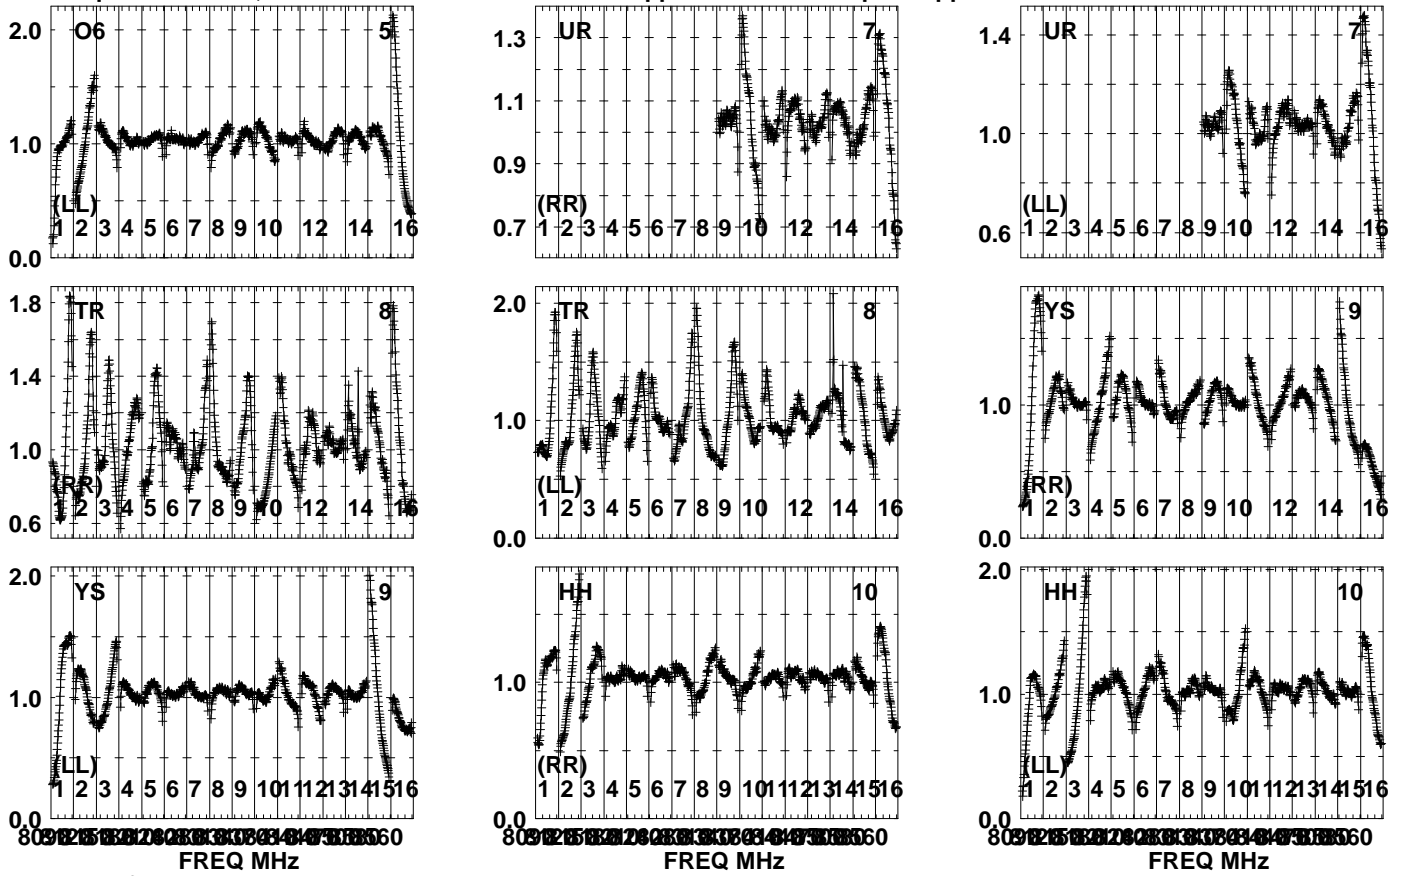 O6 5
2.0
1.0
0.0
(LL)
1 2 3 4 5 6 7 8 9 10 12 14 16
UR 7
1.3
1.1
0.9
0.7
(RR)
1 2 3 4 5 6 7 8 9 10 12 14 16
UR 7
1.4
1.0
0.6
(LL)
1 2 3 4 5 6 7 8 9 10 12 14 16
TR 8
1.8
1.4
1.0
0.6
(RR)
1 2 3 4 5 6 7 8 9 10 12 14 16
TR 8
2.0
1.0
0.0
(LL)
1 2 3 4 5 6 7 8 9 10 12 14 16
YS 9
1.0
0.0
(RR)
1 2 3 4 5 6 7 8 9 10 12 14 16
YS 9
2.0
1.0
0.0
(LL)
1 2 3 4 5 6 7 8 9 10 11 12 13 14 15 16
FREQ MHz
HH 10
1.0
0.0
(RR)
1 2 3 4 5 6 7 8 9 10 11 12 13 14 15 16
FREQ MHz
HH 10
2.0
1.0
0.0
(LL)
1 2 3 4 5 6 7 8 9 10 11 12 13 14 15 16
FREQ MHz